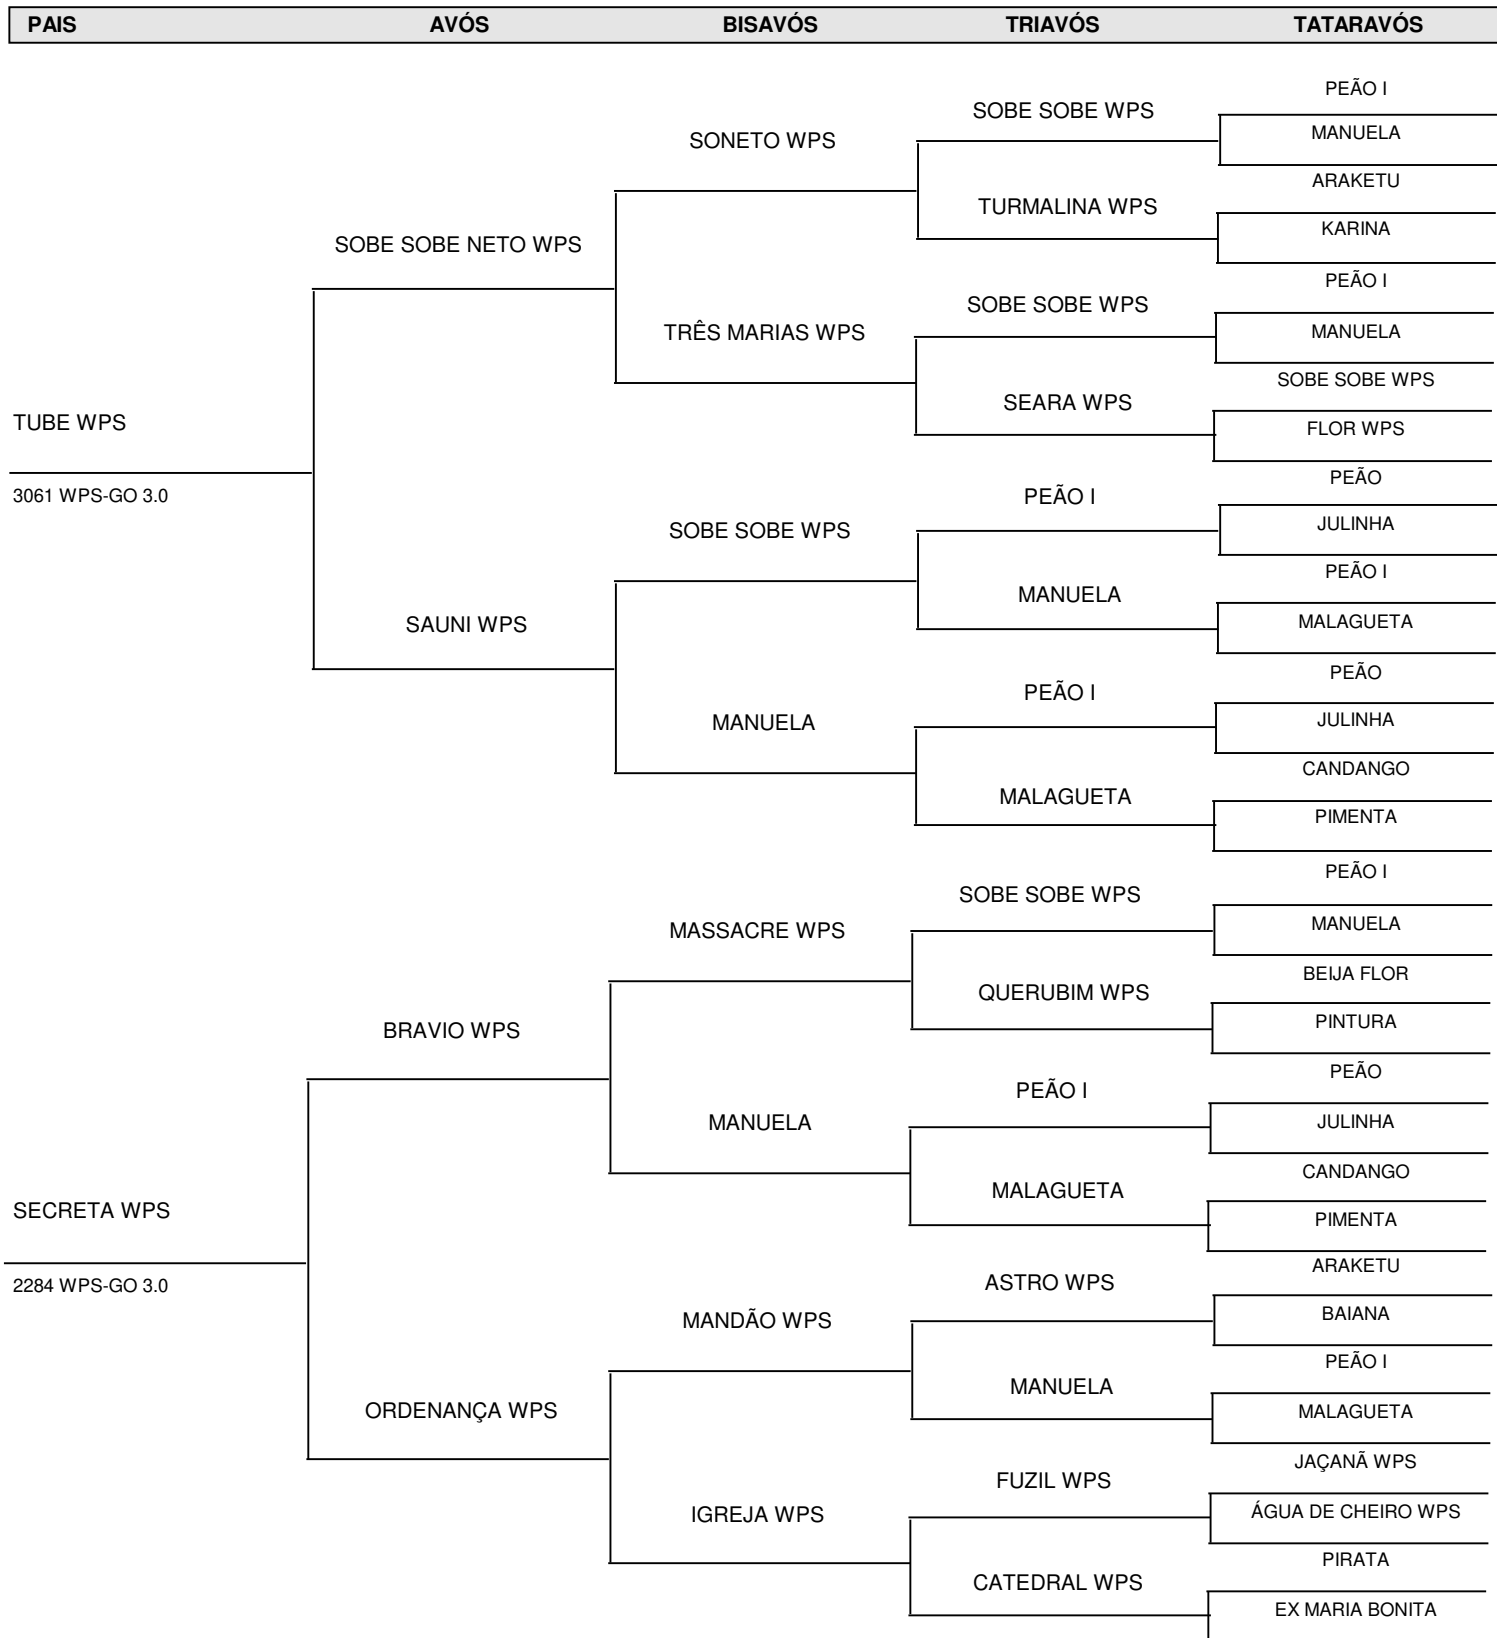 PAIS AVÓS BISAVÓS TRIAVÓS TATARAVÓS
PEÃO I
SOBE SOBE WPS
MANUELA
SONETO WPS
ARAKETU
TURMALINA WPS
KARINA
SOBE SOBE NETO WPS
PEÃO I
SOBE SOBE WPS
MANUELA
TRÊS MARIAS WPS
SOBE SOBE WPS
SEARA WPS
FLOR WPS
TUBE WPS
3061 WPS-GO 3.0
PEÃO
PEÃO I
JULINHA
SOBE SOBE WPS
PEÃO I
MANUELA
MALAGUETA
SAUNI WPS
PEÃO
PEÃO I
JULINHA
MANUELA
CANDANGO
MALAGUETA
PIMENTA
PEÃO I
SOBE SOBE WPS
MANUELA
MASSACRE WPS
BEIJA FLOR
QUERUBIM WPS
PINTURA
BRAVIO WPS
PEÃO
PEÃO I
JULINHA
MANUELA
CANDANGO
MALAGUETA
PIMENTA
SECRETA WPS
2284 WPS-GO 3.0
ARAKETU
ASTRO WPS
BAIANA
MANDÃO WPS
PEÃO I
MANUELA
MALAGUETA
ORDENANÇA WPS
JAÇANÃ WPS
FUZIL WPS
ÁGUA DE CHEIRO WPS
IGREJA WPS
PIRATA
CATEDRAL WPS
EX MARIA BONITA